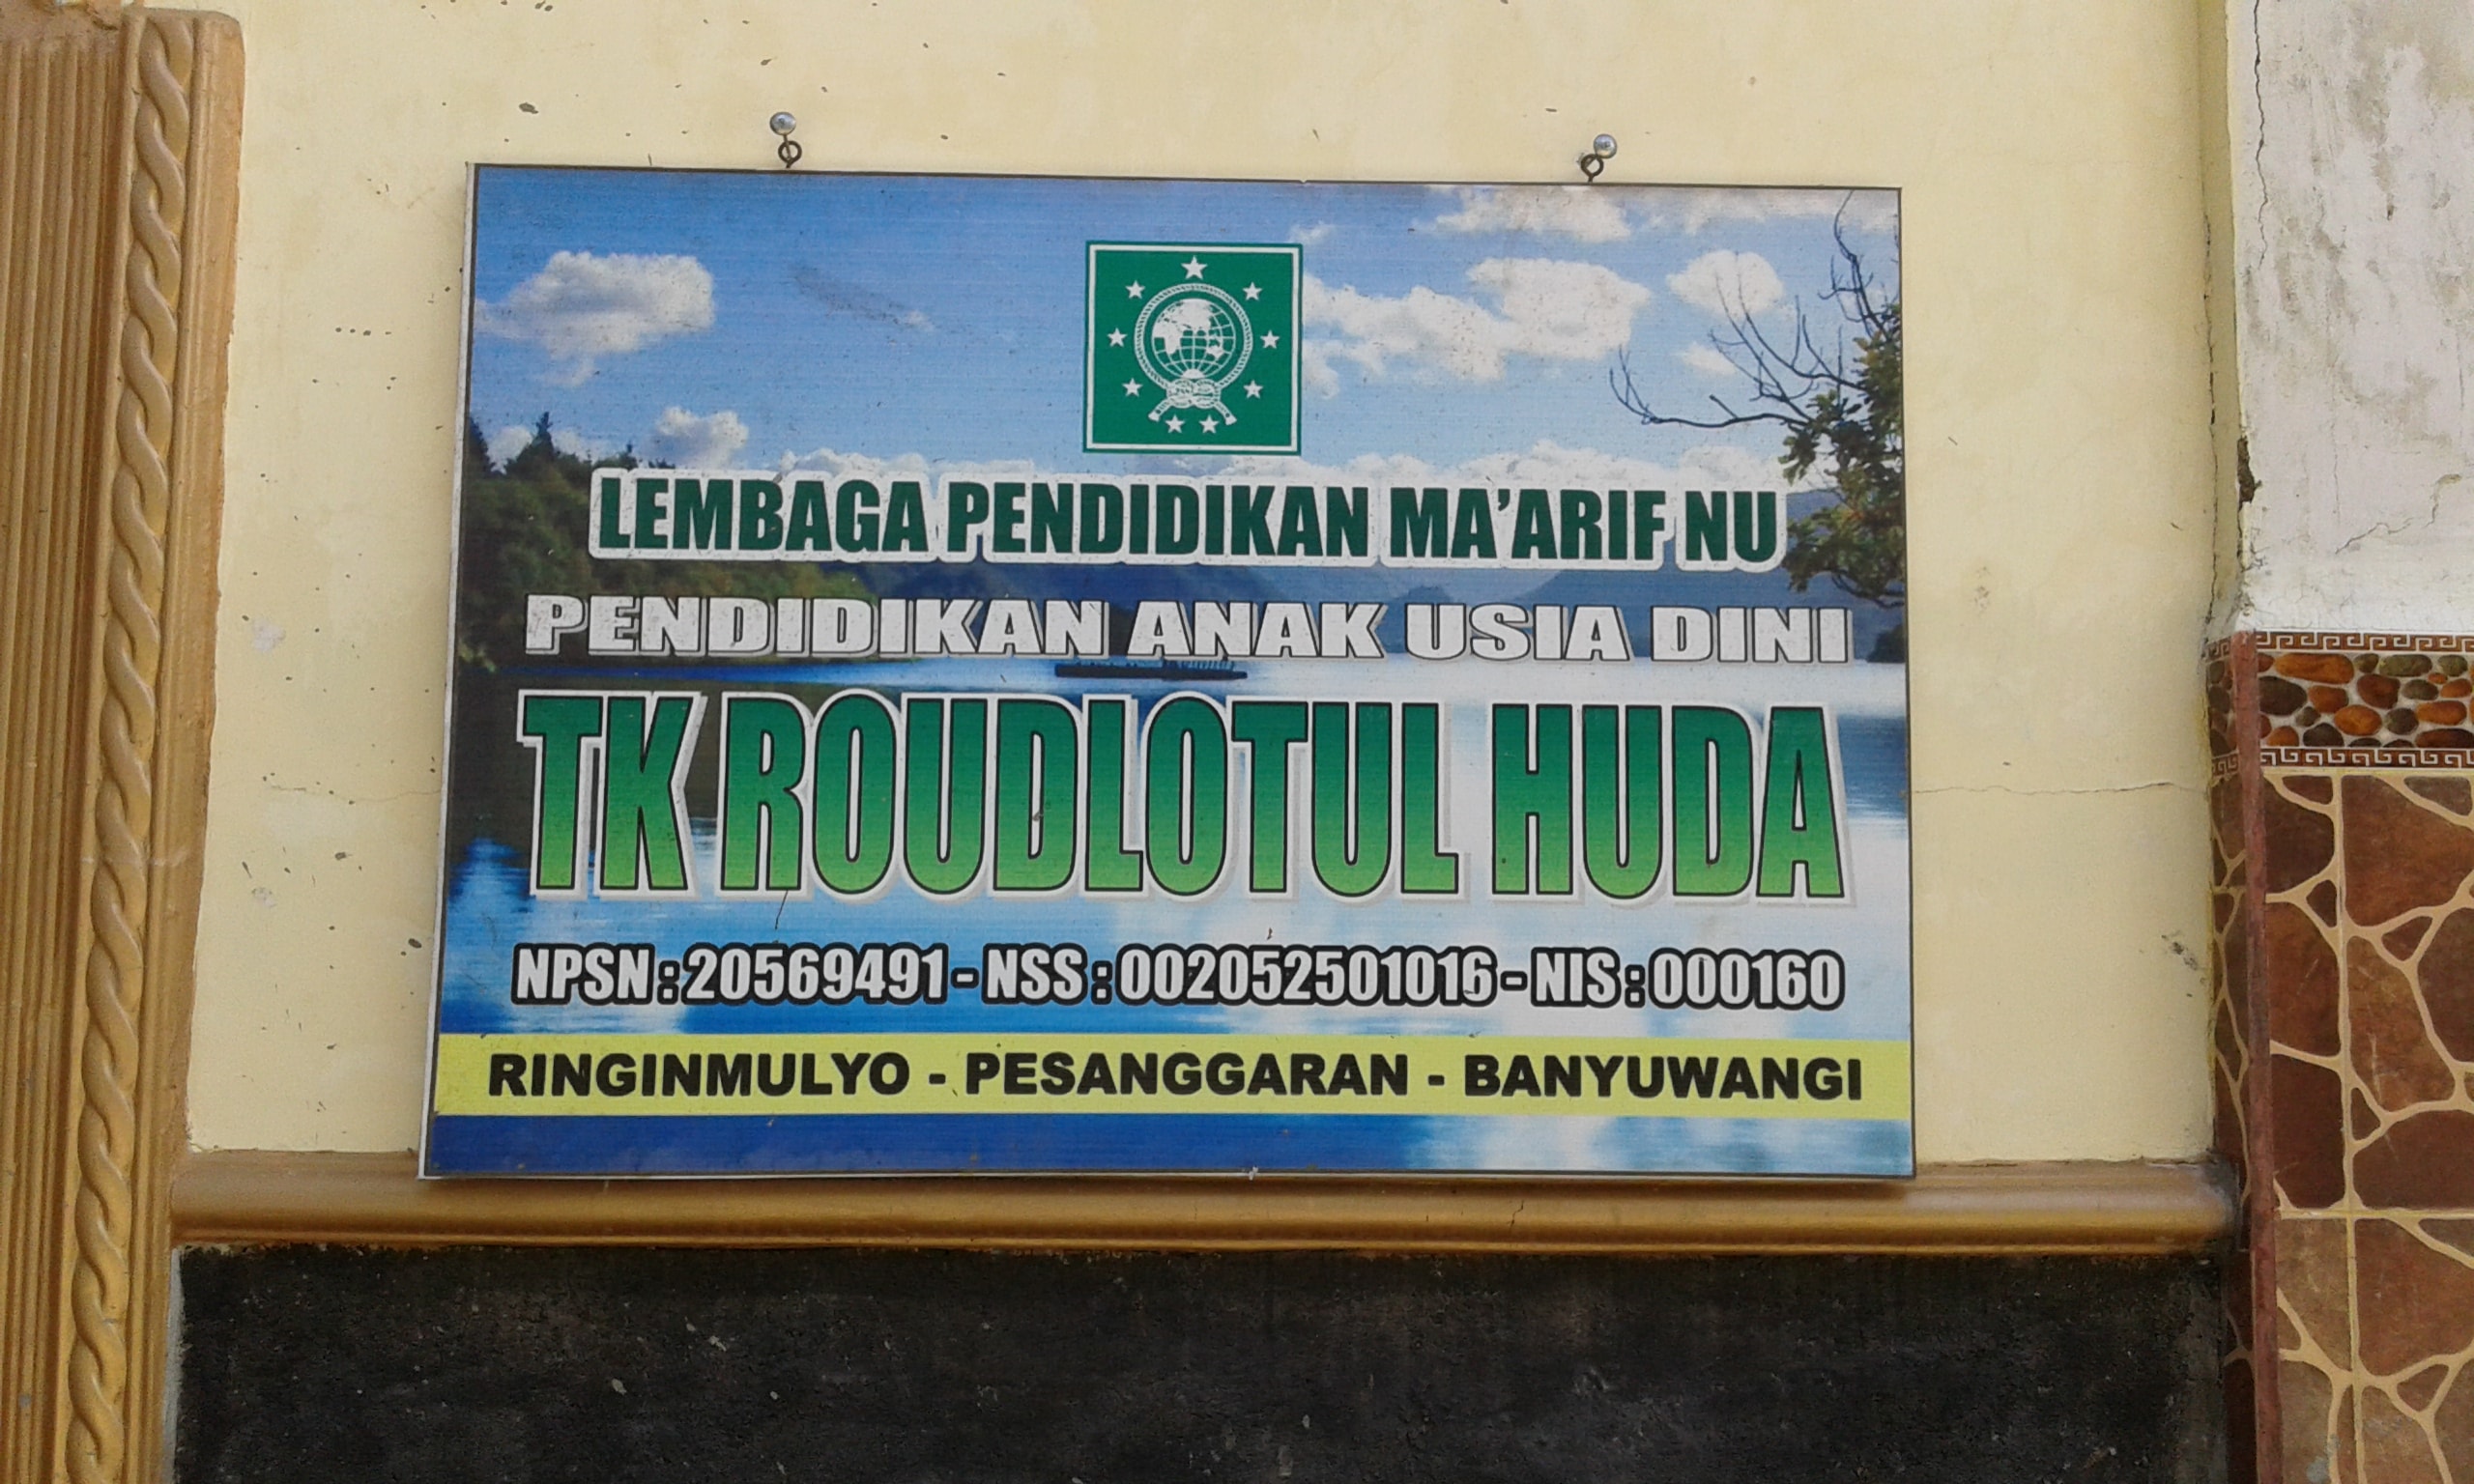 LEMBAGA PENDIDIKAN MA'ARIF NU
PENDIDIKAN ANAK USIA DINI
TK ROUDLOTUL HUDA
NPSN : 20569491 - NSS : 002052501016 - NIS : 000160
RINGINMULYO - PESANGGARAN - BANYUWANGI